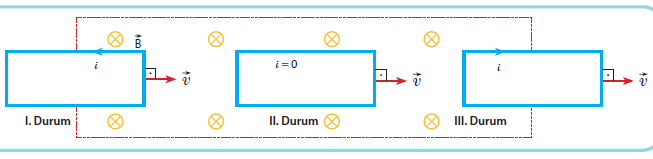 B
i
v
i = 0
v
i
v
I. Durum
II. Durum
III. Durum